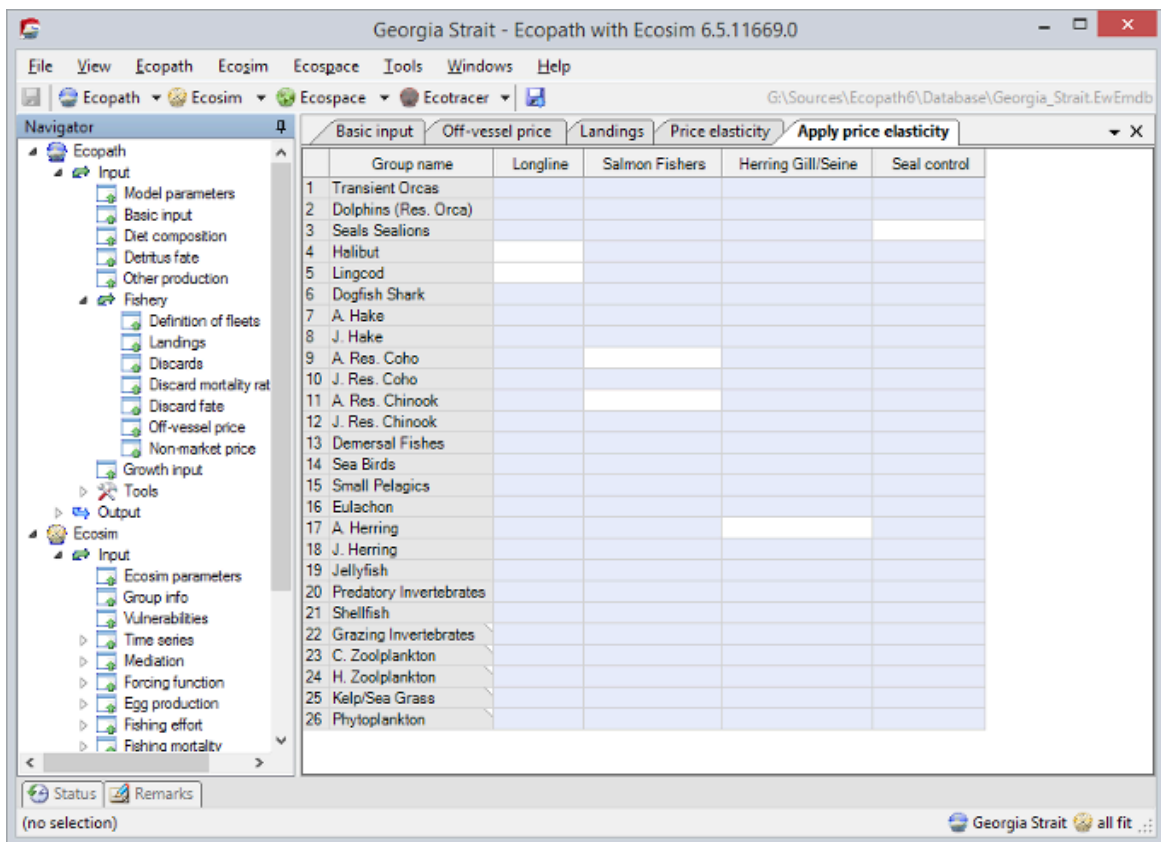 Georgia Strait - Ecopath with Ecosim 6.5.11669.0
File View Ecopath Ecosim Ecospace Tools Windows Help
Ecopath Ecosim Ecospace Ecotracer G:\Sources\Ecopath6\Database\Georgia_Strait.EwEmdb
Navigator
Ecopath
Input
Model parameters
Basic input
Diet composition
Detritus fate
Other production
Fishery
Definition of fleets
Landings
Discards
Discard mortality rat
Discard fate
Off-vessel price
Non-market price
Growth input
Tools
Output
Ecosim
Input
Ecosim parameters
Group info
Vulnerabilities
Time series
Mediation
Forcing function
Egg production
Fishing effort
Fishing mortality
Basic input Off-vessel price Landings Price elasticity Apply price elasticity
Group name Longline Salmon Fishers Herring Gill/Seine Seal control
1 Transient Orcas
2 Dolphins (Res. Orca)
3 Seals Sealions
4 Halibut
5 Lingcod
6 Dogfish Shark
7 A. Hake
8 J. Hake
9 A. Res. Coho
10 J. Res. Coho
11 A. Res. Chinook
12 J. Res. Chinook
13 Demersal Fishes
14 Sea Birds
15 Small Pelagics
16 Eulachon
17 A. Herring
18 J. Herring
19 Jellyfish
20 Predatory Invertebrates
21 Shellfish
22 Grazing Invertebrates
23 C. Zoolplankton
24 H. Zoolplankton
25 Kelp/Sea Grass
26 Phytoplankton
Status Remarks
(no selection) Georgia Strait all fit